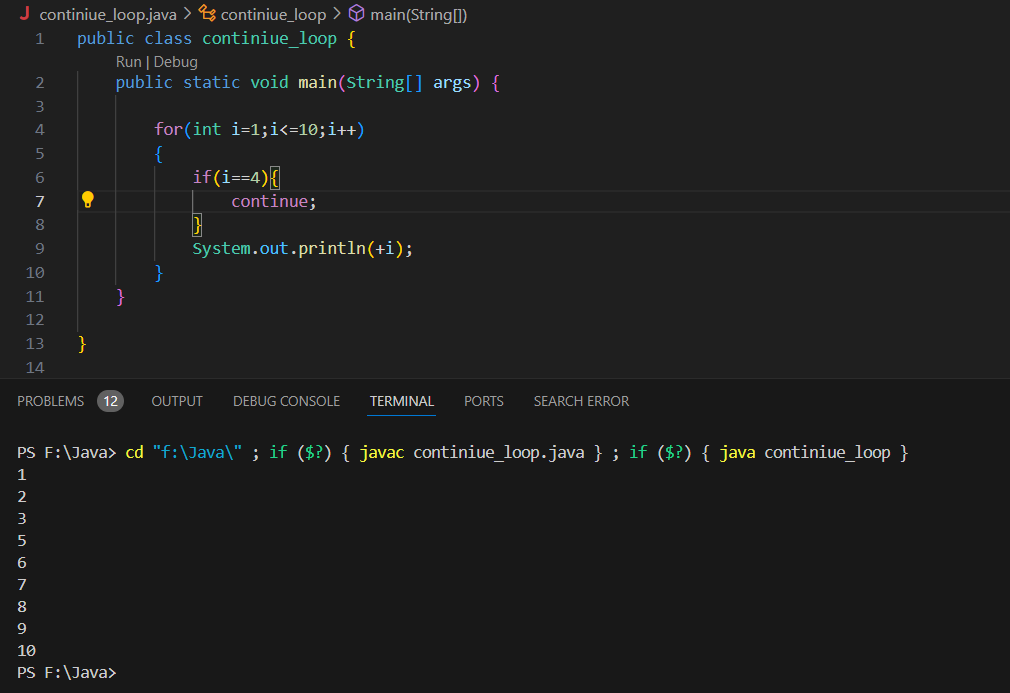 continiue_loop.java > continiue_loop > main(String[])
1 public class continiue_loop {
Run | Debug
2 public static void main(String[] args) {
3
4 for(int i=1;i<=10;i++)
5 {
6 if(i==4){
7 continue;
8 }
9 System.out.println(+i);
10 }
11 }
12
13 }
14
PROBLEMS 12 OUTPUT DEBUG CONSOLE TERMINAL PORTS SEARCH ERROR
PS F:\Java> cd "f:\Java\" ; if ($?) { javac continiue_loop.java } ; if ($?) { java continiue_loop }
1
2
3
5
6
7
8
9
10
PS F:\Java>